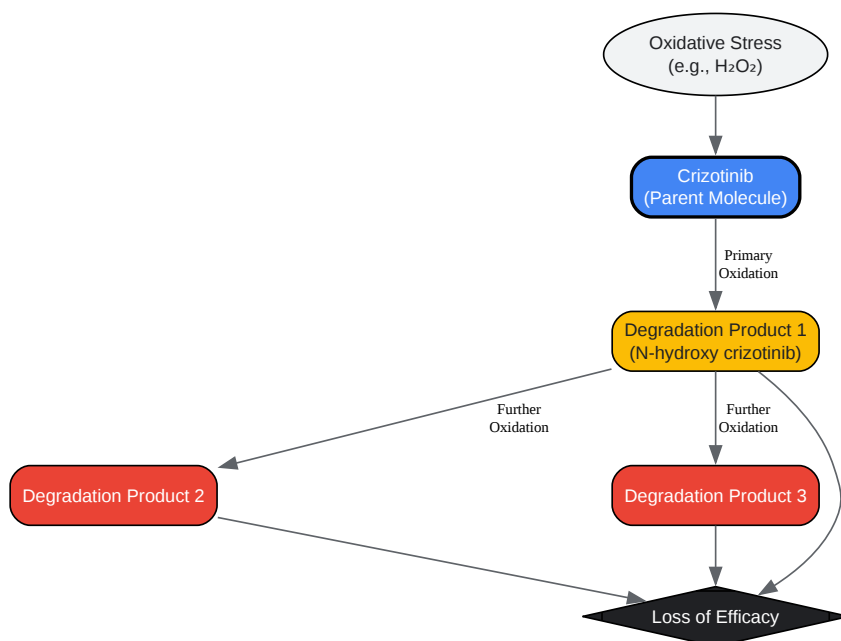 Oxidative Stress
(e.g., H₂O₂)
Crizotinib
(Parent Molecule)
Primary
Oxidation
Degradation Product 1
(N-hydroxy crizotinib)
Further
Oxidation
Further
Oxidation
Degradation Product 2
Degradation Product 3
Loss of Efficacy